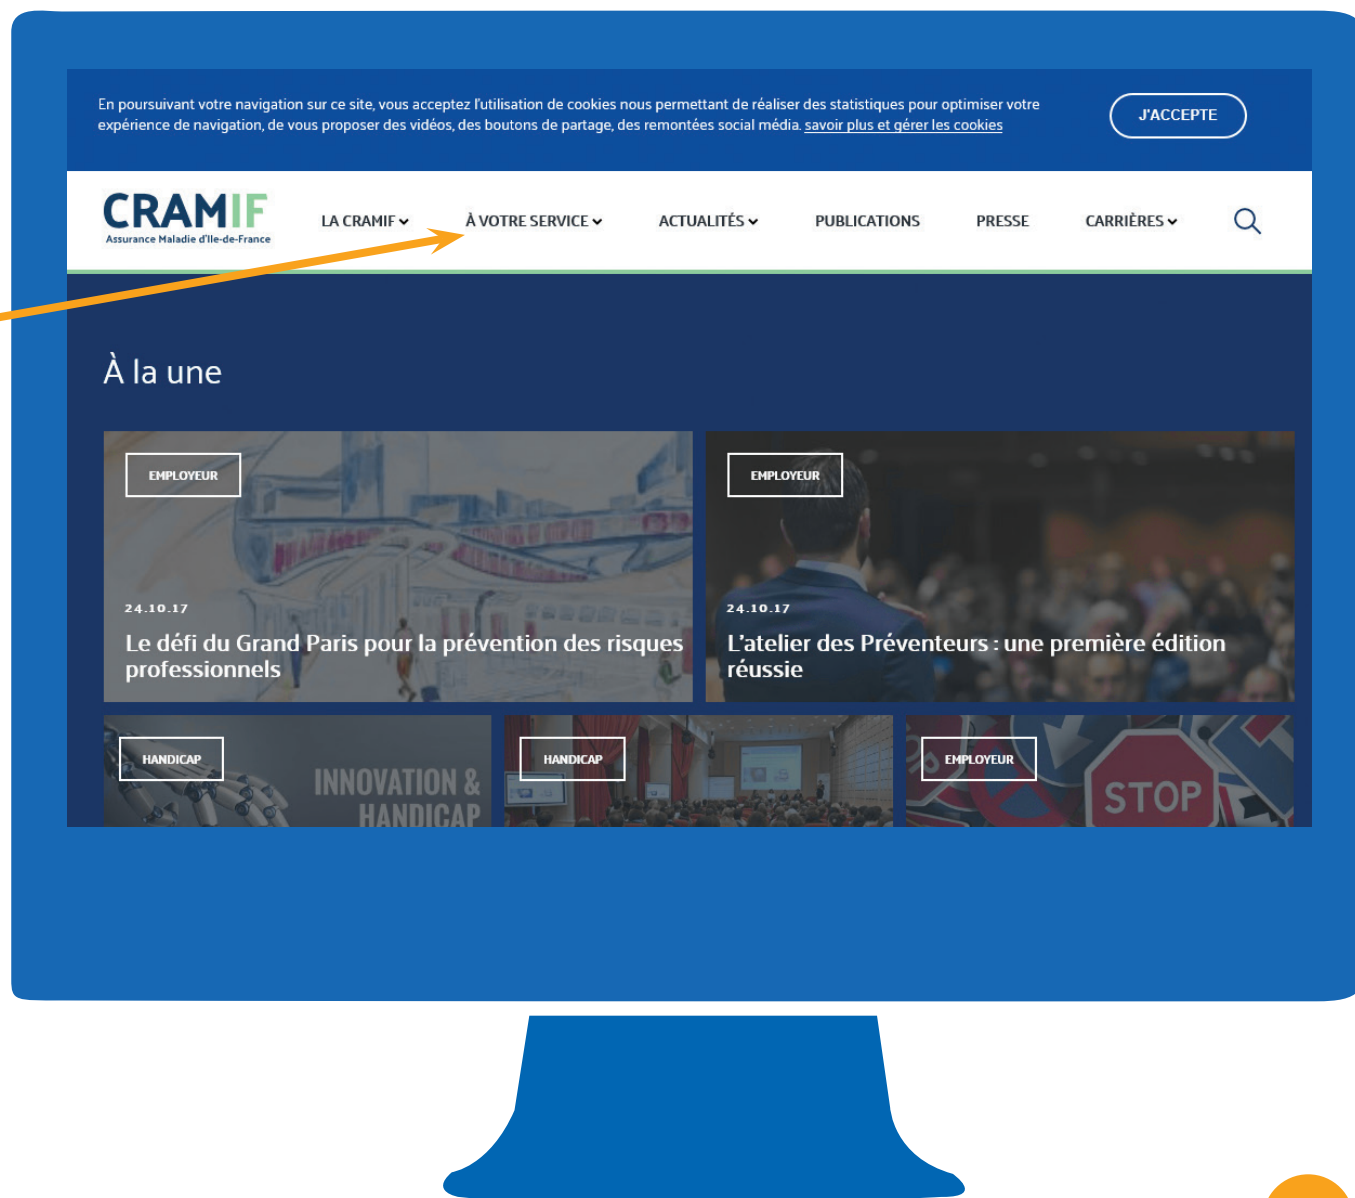 En poursuivant votre navigation sur ce site, vous acceptez l'utilisation de cookies nous permettant de réaliser des statistiques pour optimiser votre
expérience de navigation, de vous proposer des vidéos, des boutons de partage, des remontées social média. savoir plus et gérer les cookies
J'ACCEPTE
CRAMIF
Assurance Maladie d'Ile-de-France
LA CRAMIF
À VOTRE SERVICE
ACTUALITÉS
PUBLICATIONS
PRESSE
CARRIÈRES
À la une
EMPLOYEUR
24.10.17
Le défi du Grand Paris pour la prévention des risques
professionnels
EMPLOYEUR
24.10.17
L'atelier des Préventeurs : une première édition
réussie
HANDICAP
INNOVATION &
HANDICAP
HANDICAP
EMPLOYEUR
STOP